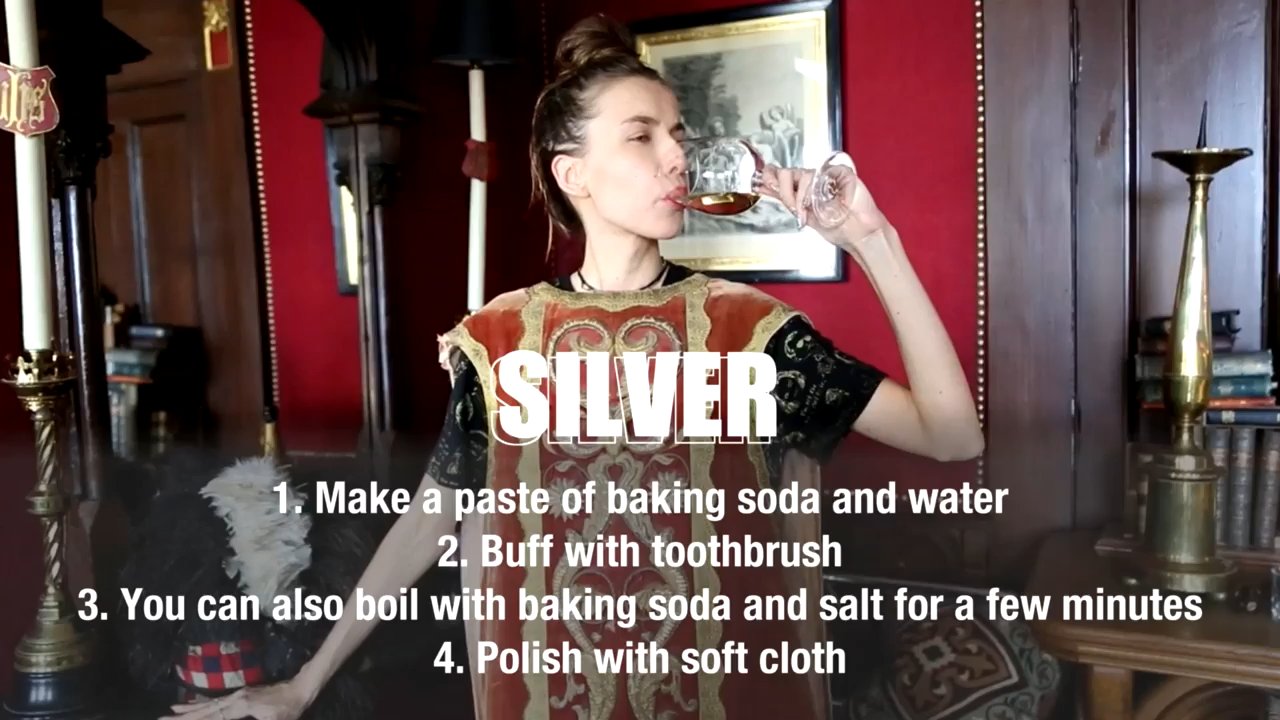 SILVER
1. Make a paste of baking soda and water
2. Buff with toothbrush
3. You can also boil with baking soda and salt for a few minutes
4. Polish with soft cloth